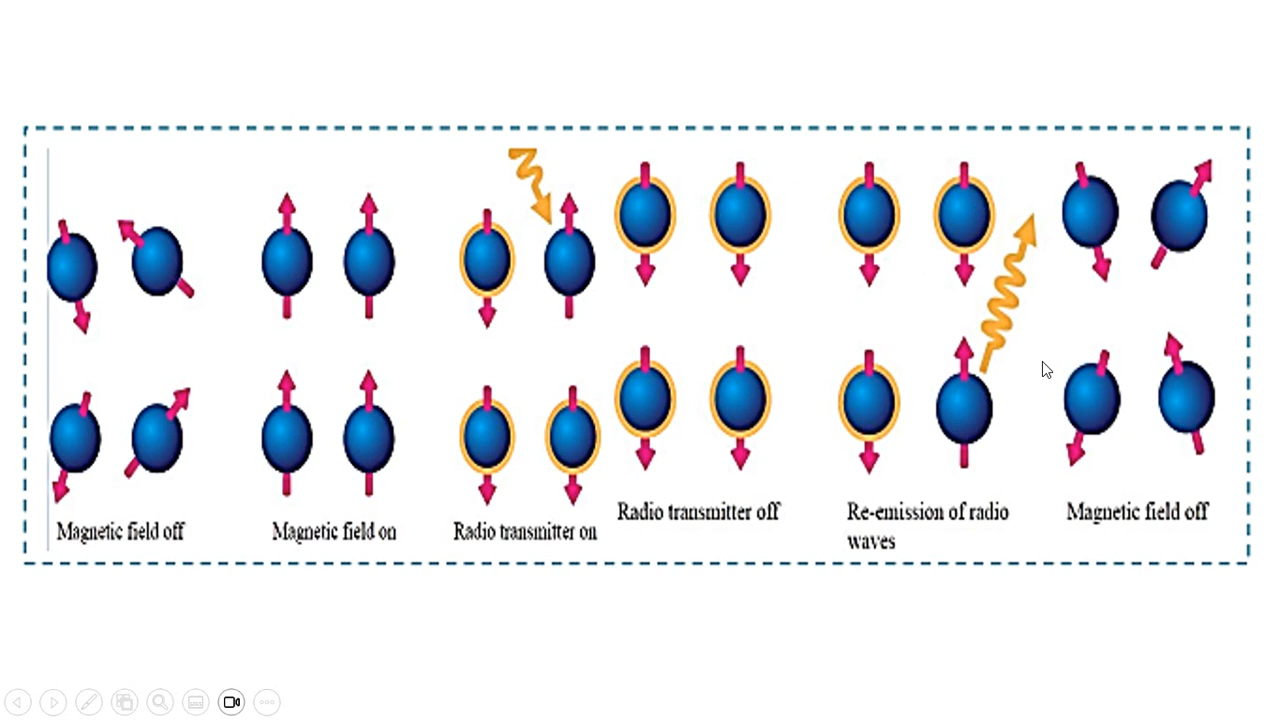 Magnetic field off
Magnetic field on
Radio transmitter on
Radio transmitter off
Re-emission of radio
waves
Magnetic field off